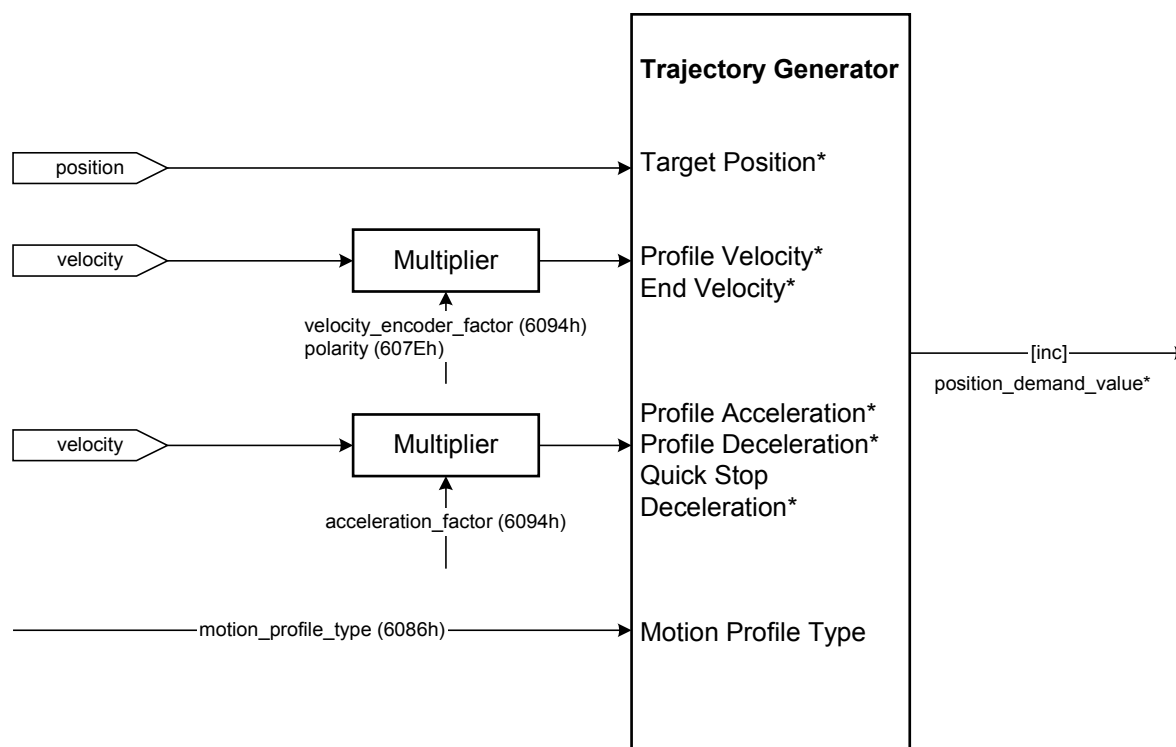 Trajectory Generator
position
Target Position*
velocity
Multiplier
Profile Velocity*
End Velocity*
velocity_encoder_factor (6094h)
polarity (607Eh)
[inc]
position_demand_value*
velocity
Multiplier
Profile Acceleration*
Profile Deceleration*
Quick Stop
Deceleration*
acceleration_factor (6094h)
motion_profile_type (6086h)
Motion Profile Type